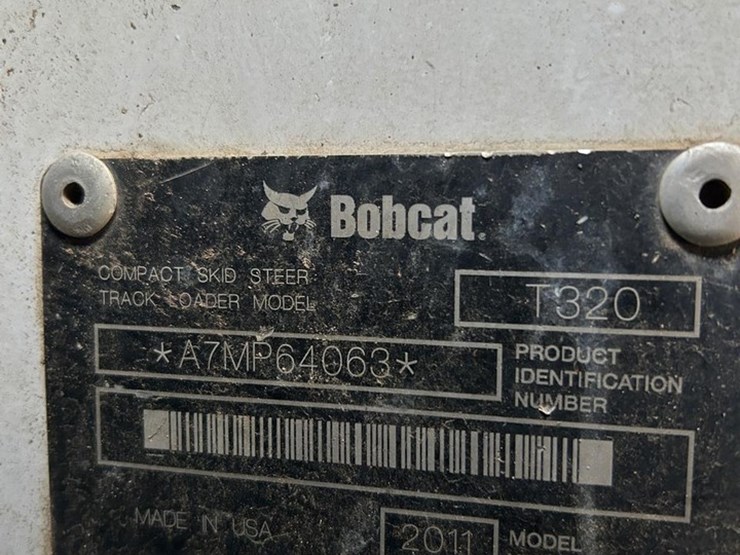 Bobcat.
COMPACT SKID STEER
TRACK LOADER MODEL
T320
*A7MP64063*
PRODUCT
IDENTIFICATION
NUMBER
MADE IN USA
2011
MODEL